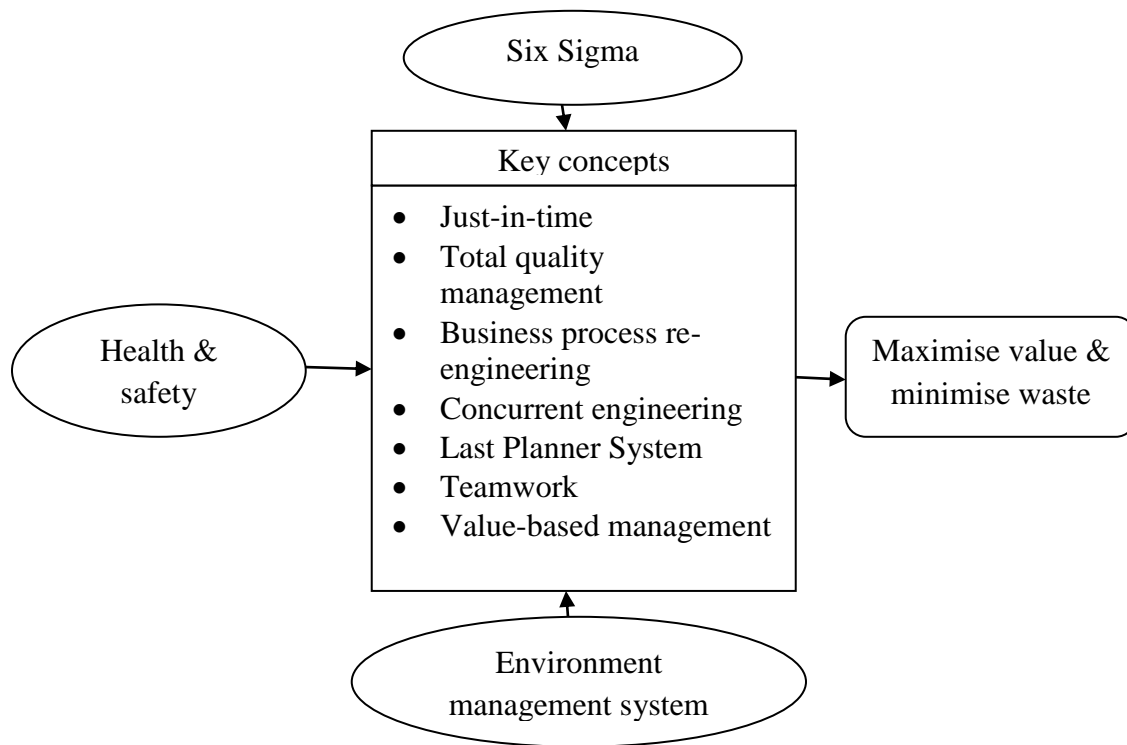 Six Sigma
Key concepts
• Just-in-time
• Total quality
management
• Business process re-
engineering
• Concurrent engineering
• Last Planner System
• Teamwork
• Value-based management
Health &
safety
Maximise value &
minimise waste
Environment
management system